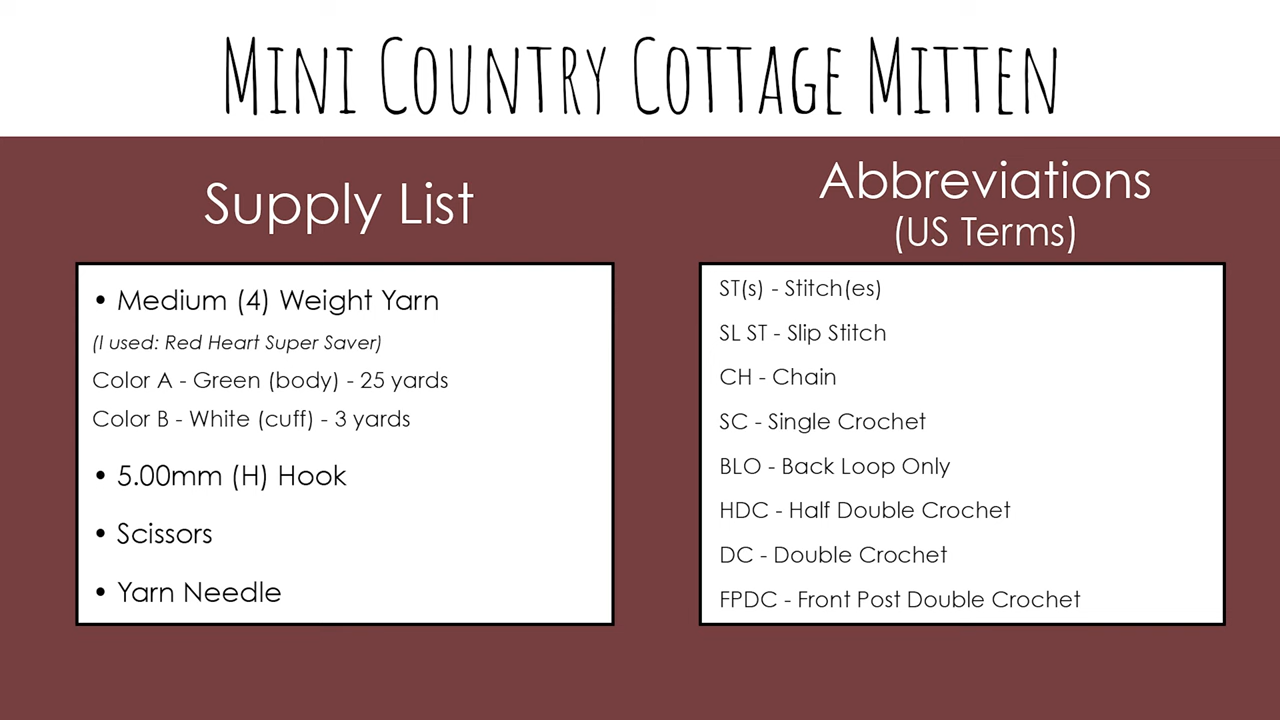 Mini Country Cottage Mitten
Supply List
• Medium (4) Weight Yarn
(I used: Red Heart Super Saver)
Color A - Green (body) - 25 yards
Color B - White (cuff) - 3 yards
• 5.00mm (H) Hook
• Scissors
• Yarn Needle
Abbreviations
(US Terms)
ST(s) - Stitch(es)
SL ST - Slip Stitch
CH - Chain
SC - Single Crochet
BLO - Back Loop Only
HDC - Half Double Crochet
DC - Double Crochet
FPDC - Front Post Double Crochet